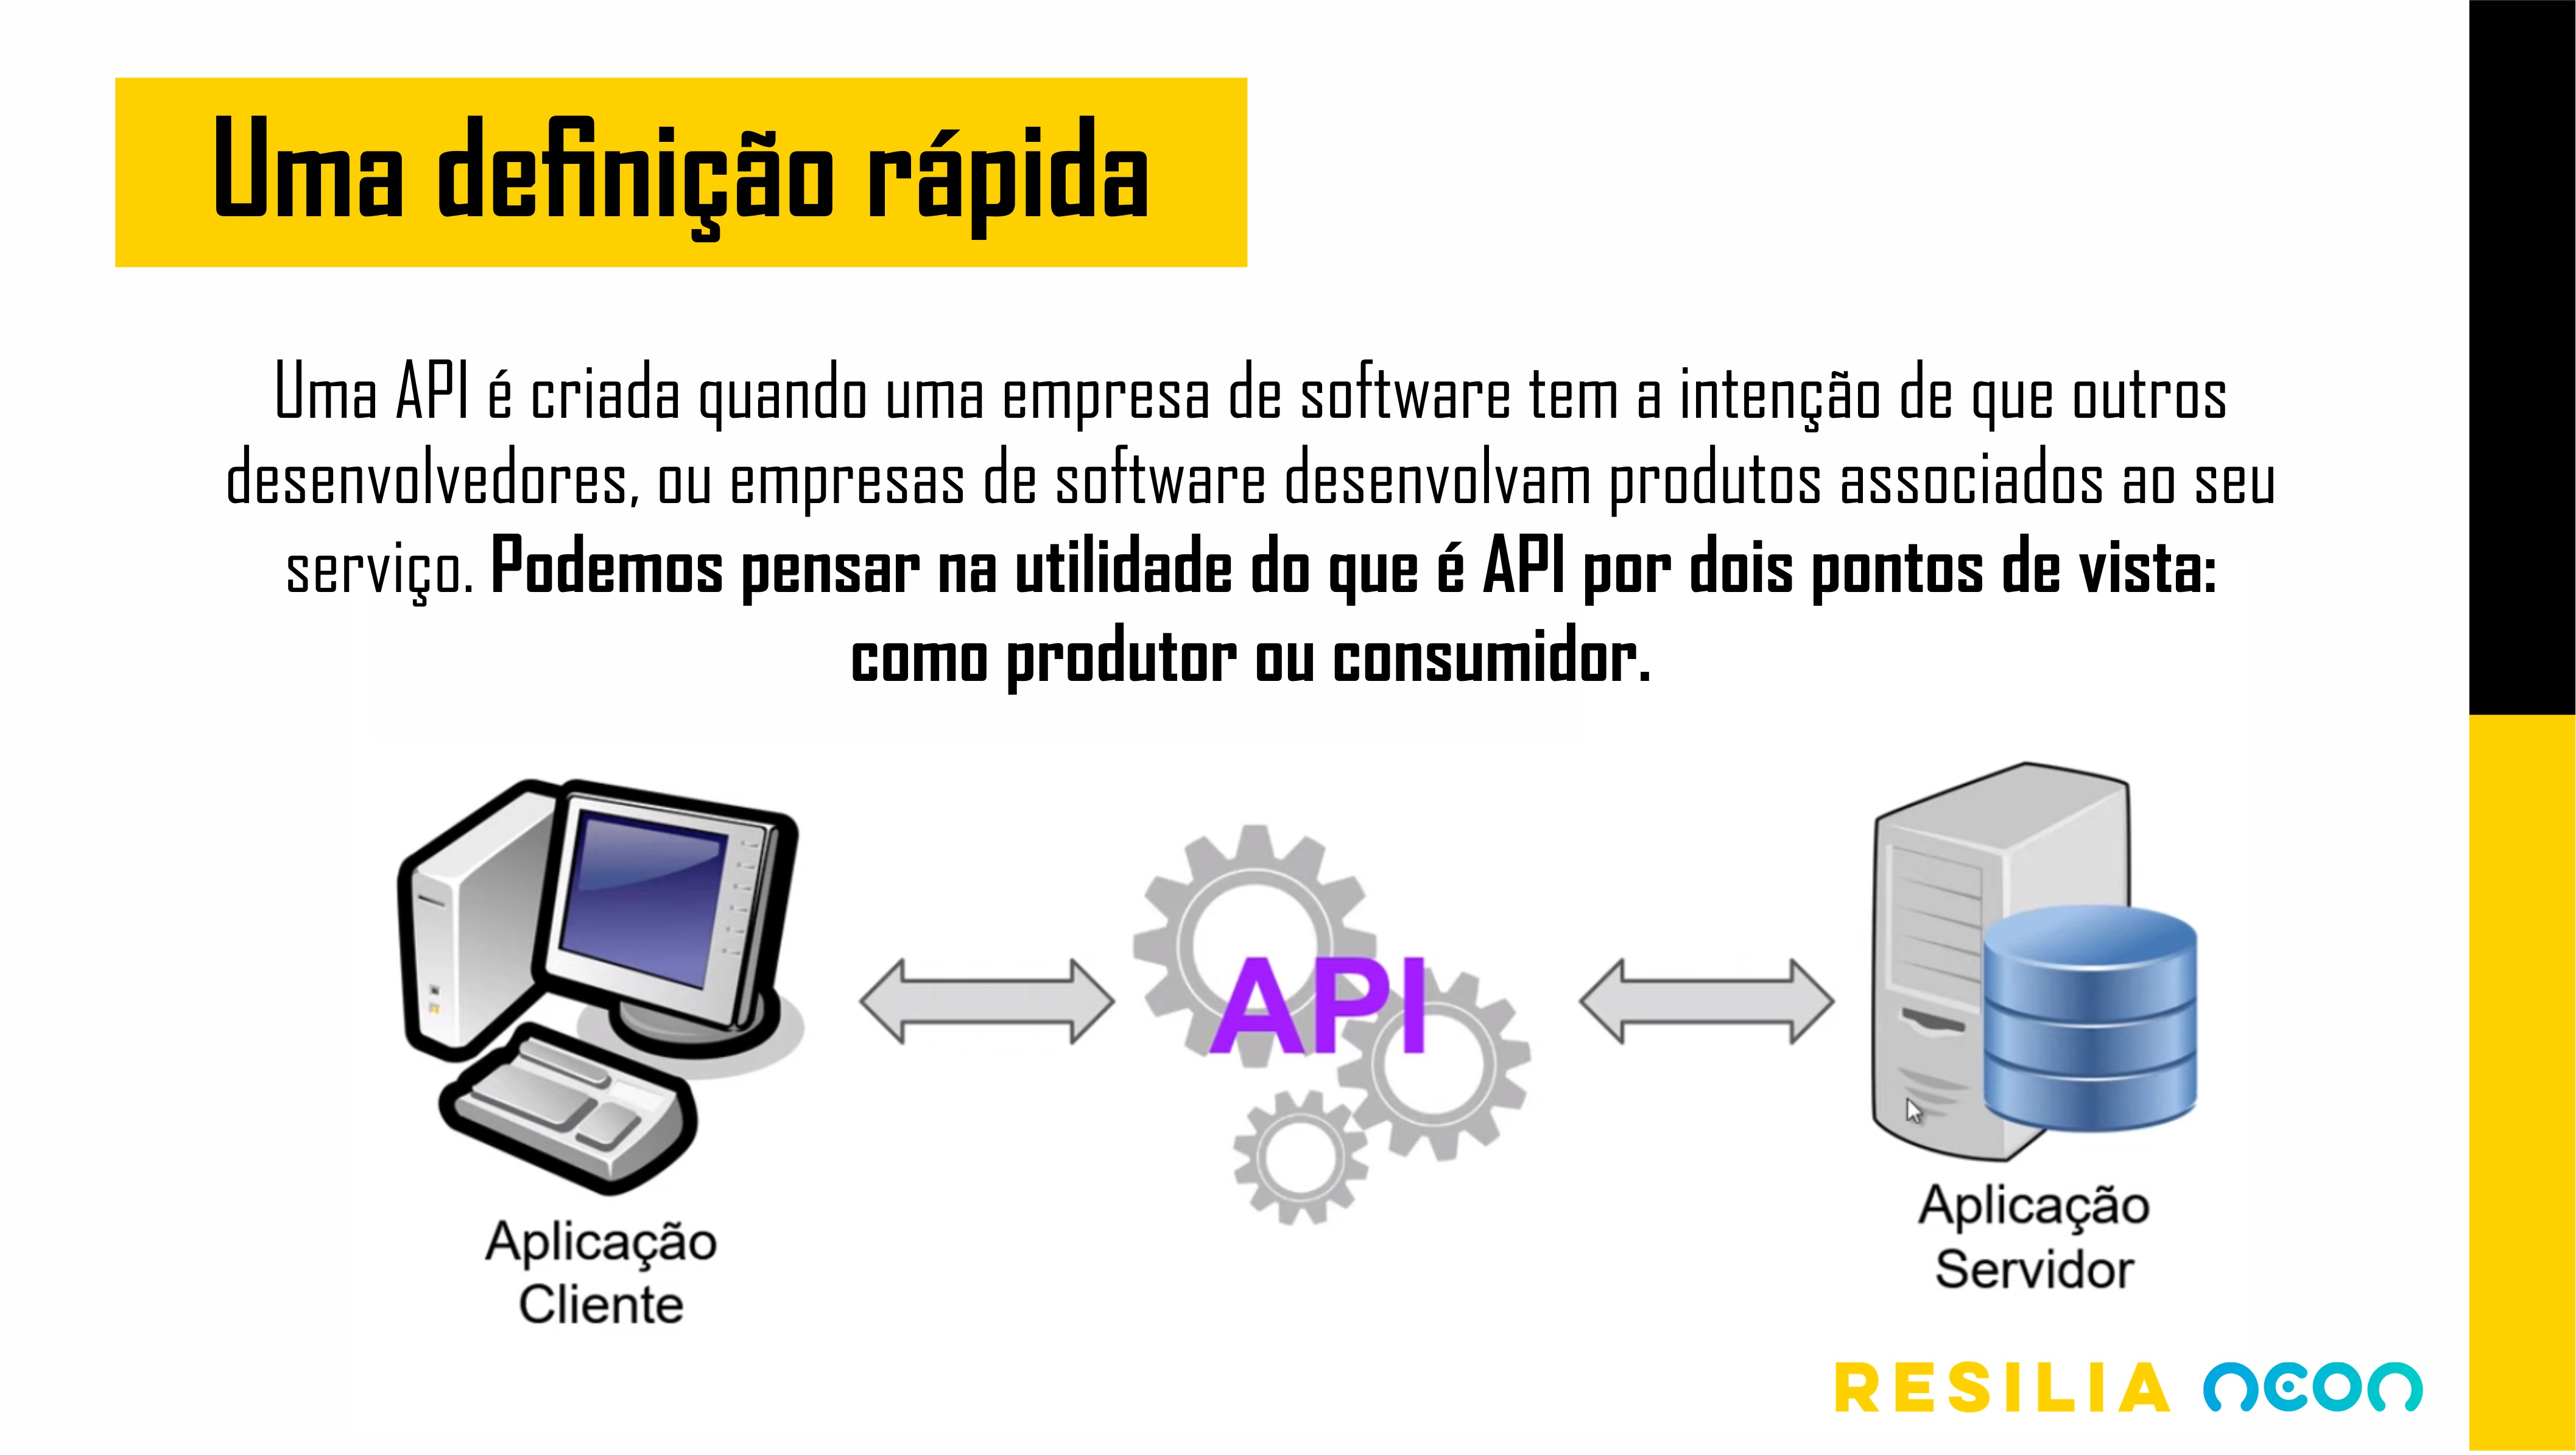 Uma definição rápida
Uma API é criada quando uma empresa de software tem a intenção de que outros
desenvolvedores, ou empresas de software desenvolvam produtos associados ao seu
serviço. Podemos pensar na utilidade do que é API por dois pontos de vista:
como produtor ou consumidor.
API
Aplicação
Cliente
Aplicação
Servidor
RESILIA neon